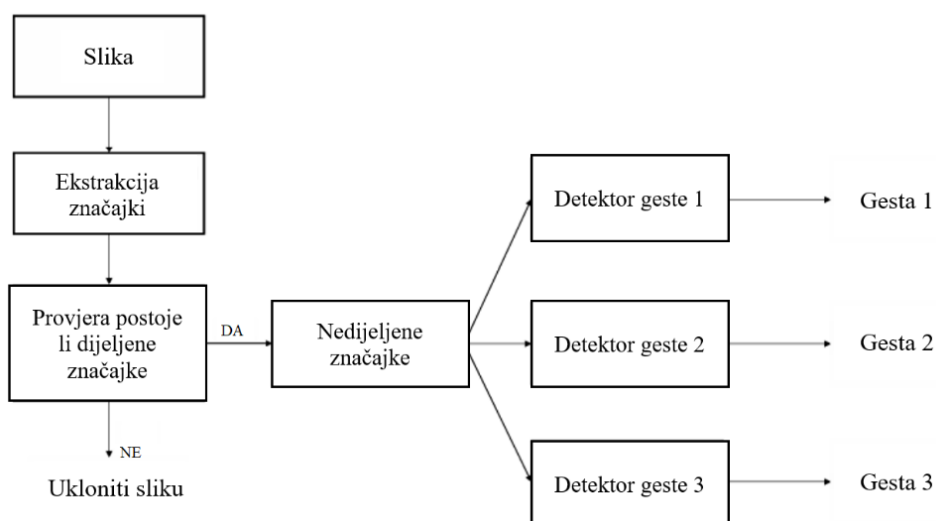 Slika
Ekstrakcija
značajki
Provjera postoje
li dijeljene
značajke
DA
NE
Ukloniti sliku
Nedijeljene
značajke
Detektor geste 1
Gesta 1
Detektor geste 2
Gesta 2
Detektor geste 3
Gesta 3